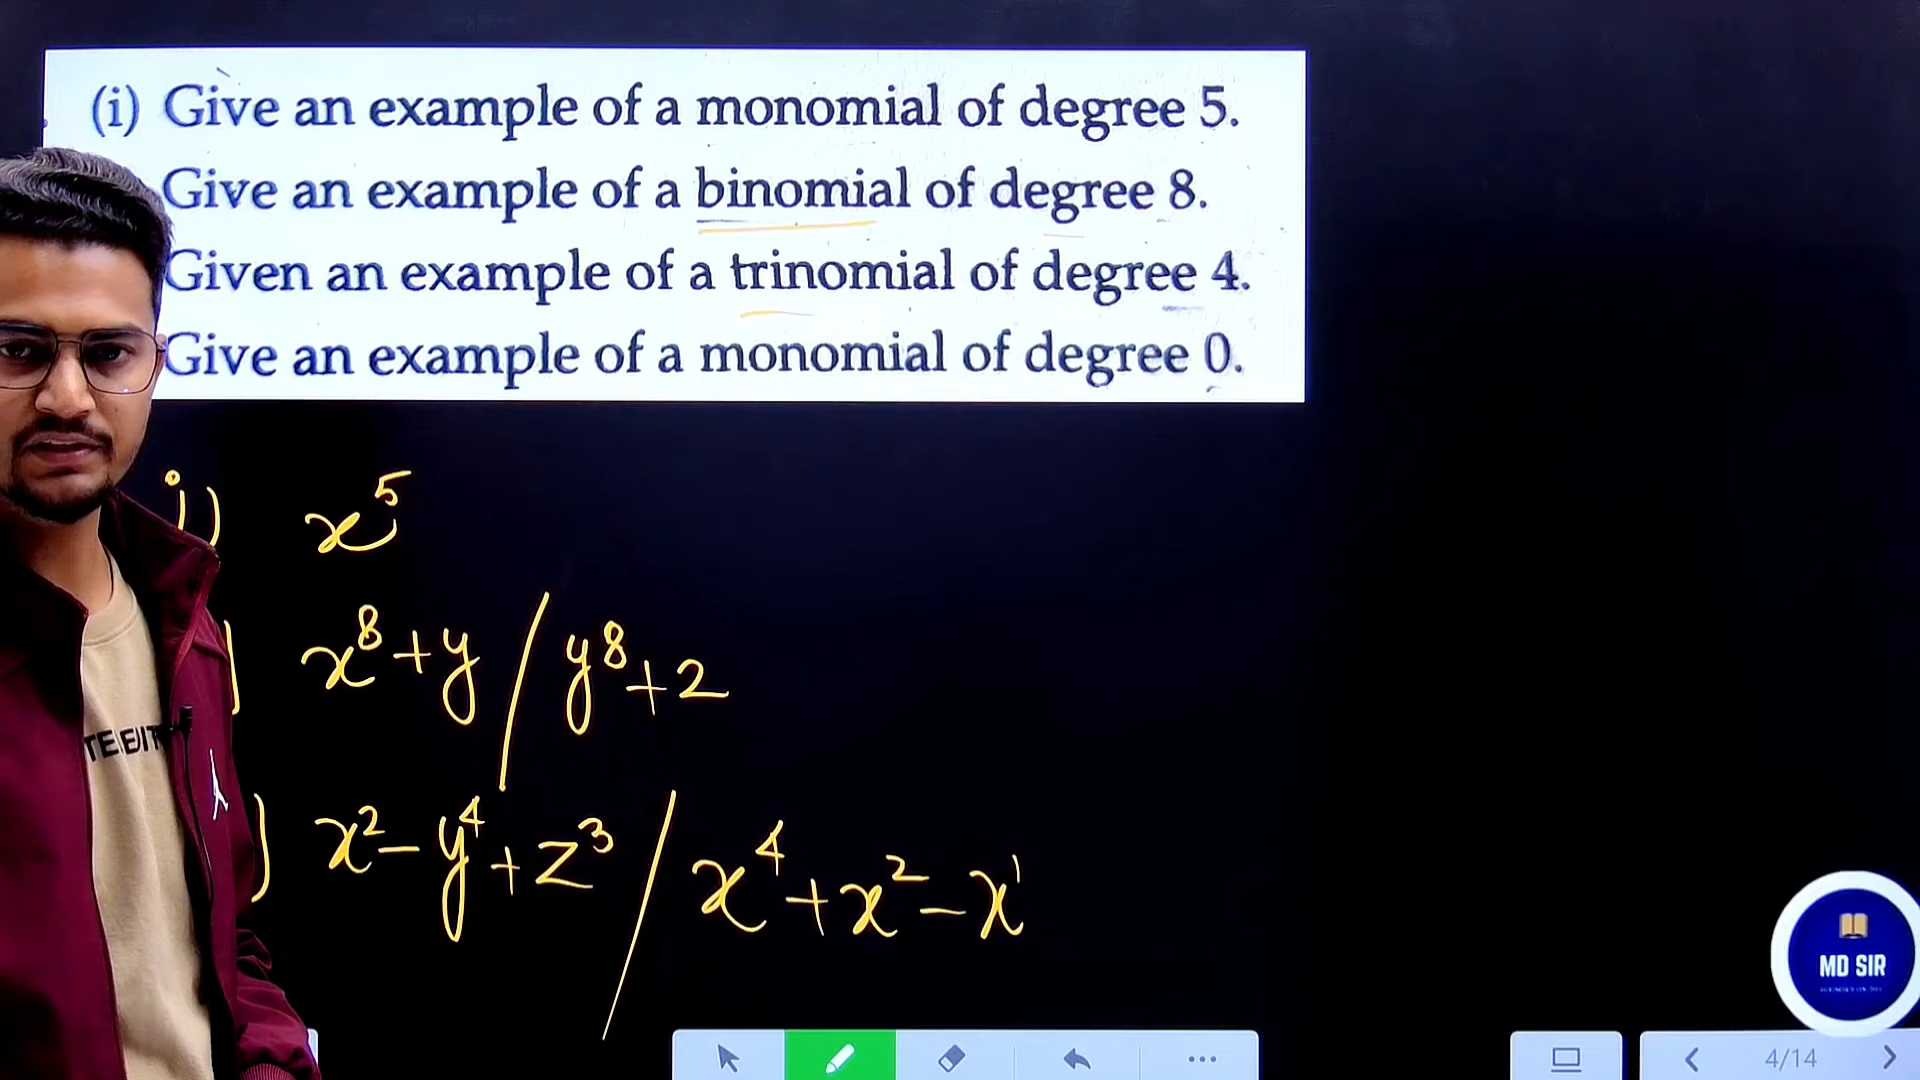 (i) Give an example of a monomial of degree 5.
Give an example of a binomial of degree 8.
Given an example of a trinomial of degree 4.
Give an example of a monomial of degree 0.
i) x⁵
) x⁸ + y / y⁸ + 2
) x² - y⁴ + z³ / x⁴ + x² - x¹
MD SIR
4/14